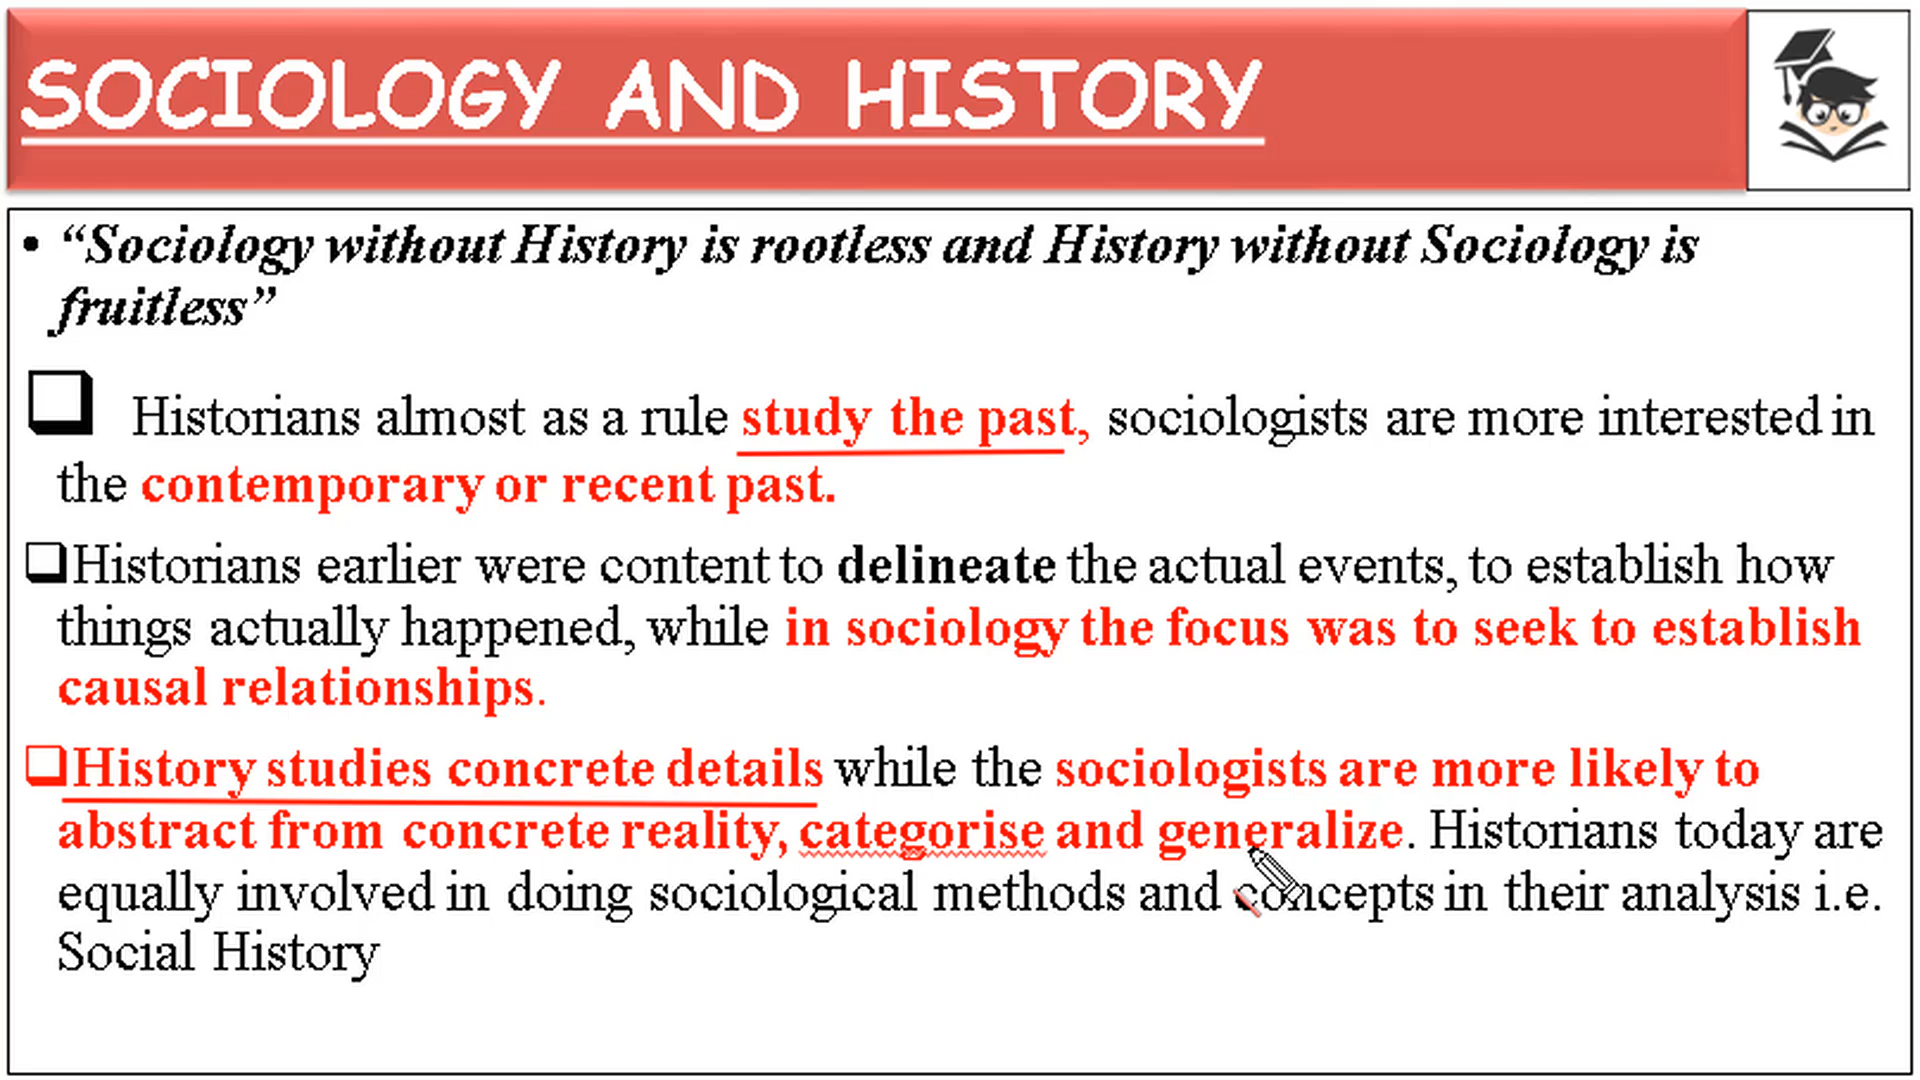 SOCIOLOGY AND HISTORY
• “Sociology without History is rootless and History without Sociology is
fruitless”
❑ Historians almost as a rule study the past, sociologists are more interested in
the contemporary or recent past.
❑Historians earlier were content to delineate the actual events, to establish how
things actually happened, while in sociology the focus was to seek to establish
causal relationships.
❑History studies concrete details while the sociologists are more likely to
abstract from concrete reality, categorise and generalize. Historians today are
equally involved in doing sociological methods and concepts in their analysis i.e.
Social History